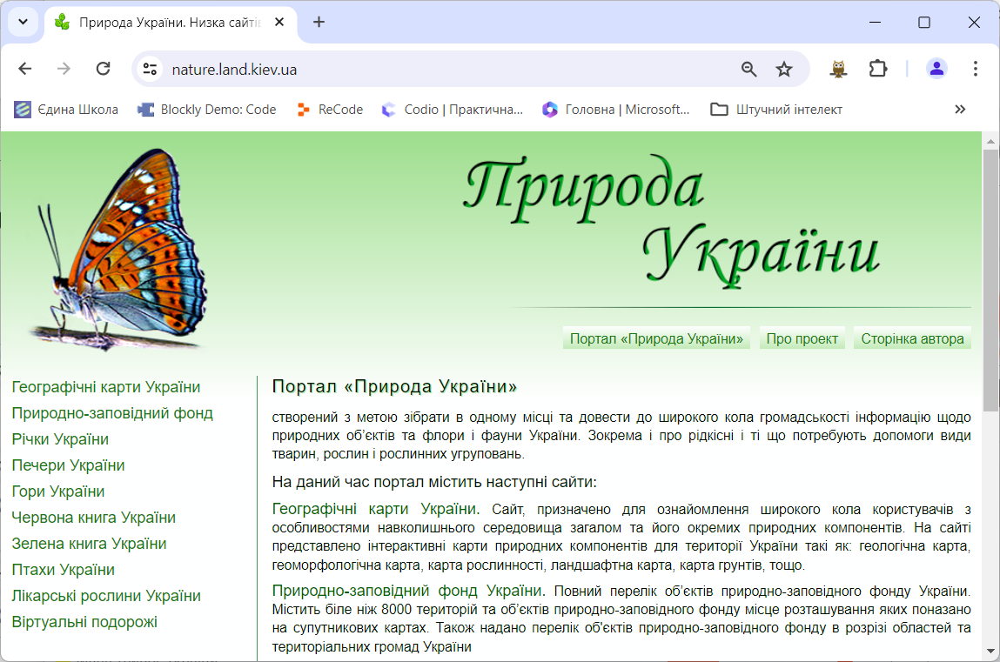 Природа України. Низка сайтів
nature.land.kiev.ua
Єдина Школа
Blockly Demo: Code
ReCode
Codio | Практична...
Головна | Microsoft...
Штучний інтелект
Природа
України
Портал «Природа України»
Про проект
Сторінка автора
Географічні карти України
Природно-заповідний фонд
Річки України
Печери України
Гори України
Червона книга України
Зелена книга України
Птахи України
Лікарські рослини України
Віртуальні подорожі
Портал «Природа України»
створений з метою зібрати в одному місці та довести до широкого кола громадськості інформацію щодо
природних об’єктів та флори і фауни України. Зокрема і про рідкісні і ті що потребують допомоги види
тварин, рослин і рослинних угруповань.
На даний час портал містить наступні сайти:
Географічні карти України. Сайт, призначено для ознайомлення широкого кола користувачів з
особливостями навколишнього середовища загалом та його окремих природних компонентів. На сайті
представлено інтерактивні карти природних компонентів для території України такі як: геологічна карта,
геоморфологічна карта, карта рослинності, ландшафтна карта, карта грунтів, тощо.
Природно-заповідний фонд України. Повний перелік об’єктів природно-заповідного фонду України.
Містить біле ніж 8000 територій та об’єктів природно-заповідного фонду місце розташування яких показано
на супутникових картах. Також надано перелік об'єктів природно-заповідного фонду в розрізі областей та
територіальних громад України